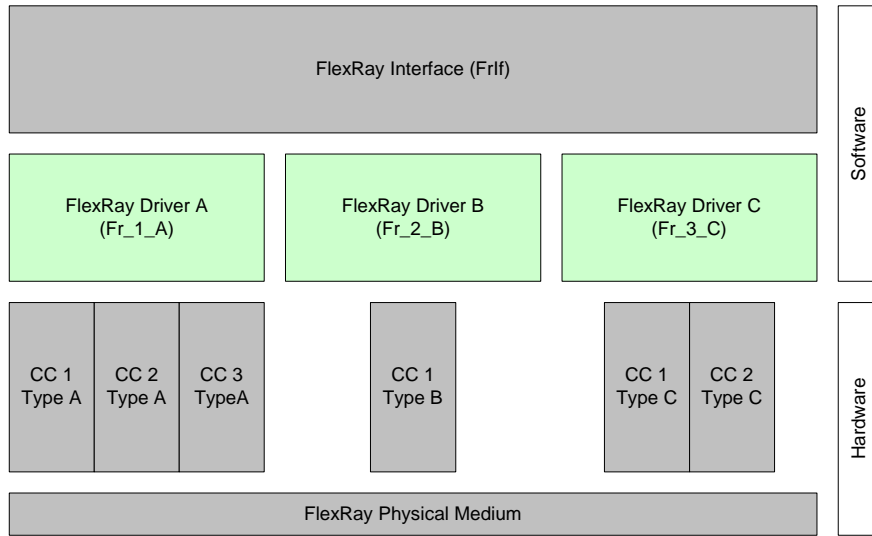 FlexRay Interface (FrIf)
Software
FlexRay Driver A
(Fr_1_A)
FlexRay Driver B
(Fr_2_B)
FlexRay Driver C
(Fr_3_C)
CC 1
Type A
CC 2
Type A
CC 3
TypeA
CC 1
Type B
CC 1
Type C
CC 2
Type C
Hardware
FlexRay Physical Medium